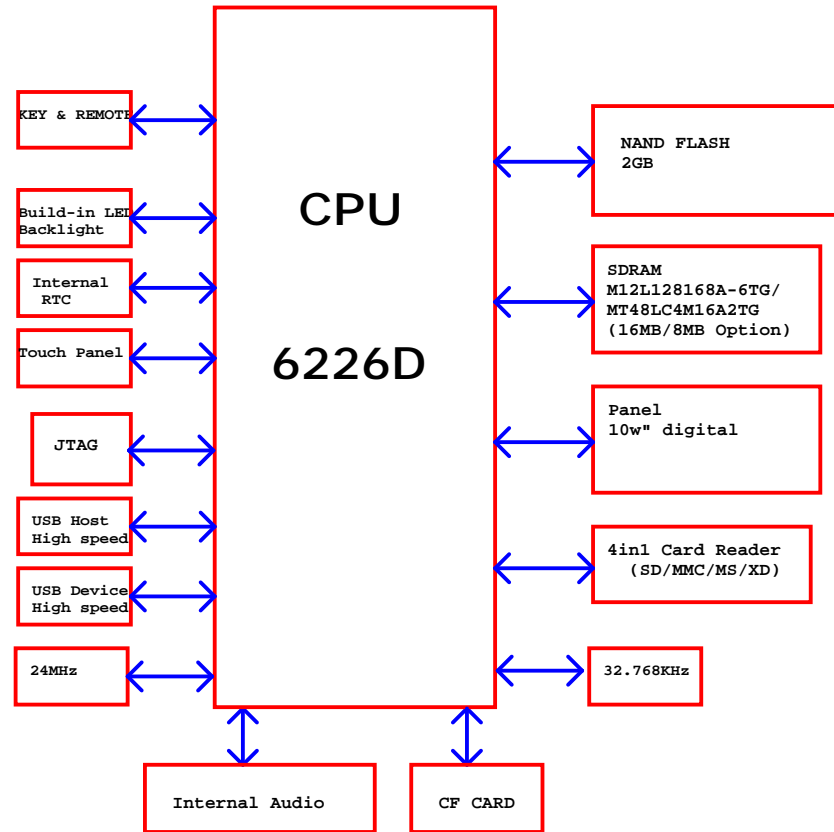 KEY & REMOTE
Build-in LED
Backlight
Internal
RTC
Touch Panel
JTAG
USB Host
High speed
USB Device
High speed
24MHz
CPU
6226D
NAND FLASH
2GB
SDRAM
M12L128168A-6TG/
MT48LC4M16A2TG
(16MB/8MB Option)
Panel
10w" digital
4in1 Card Reader
(SD/MMC/MS/XD)
32.768KHz
Internal Audio
CF CARD